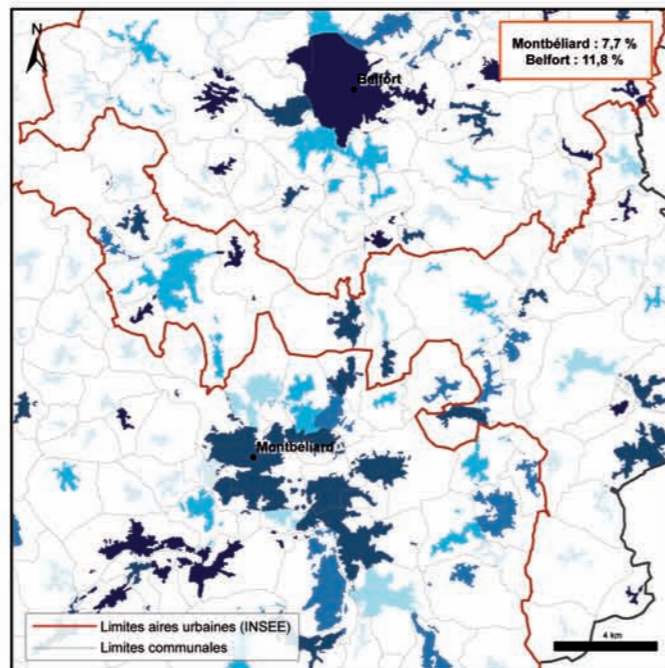 N
Montbéliard : 7,7 %
Belfort : 11,8 %
Belfort
Montbéliard
Limites aires urbaines (INSEE)
Limites communales
4 km